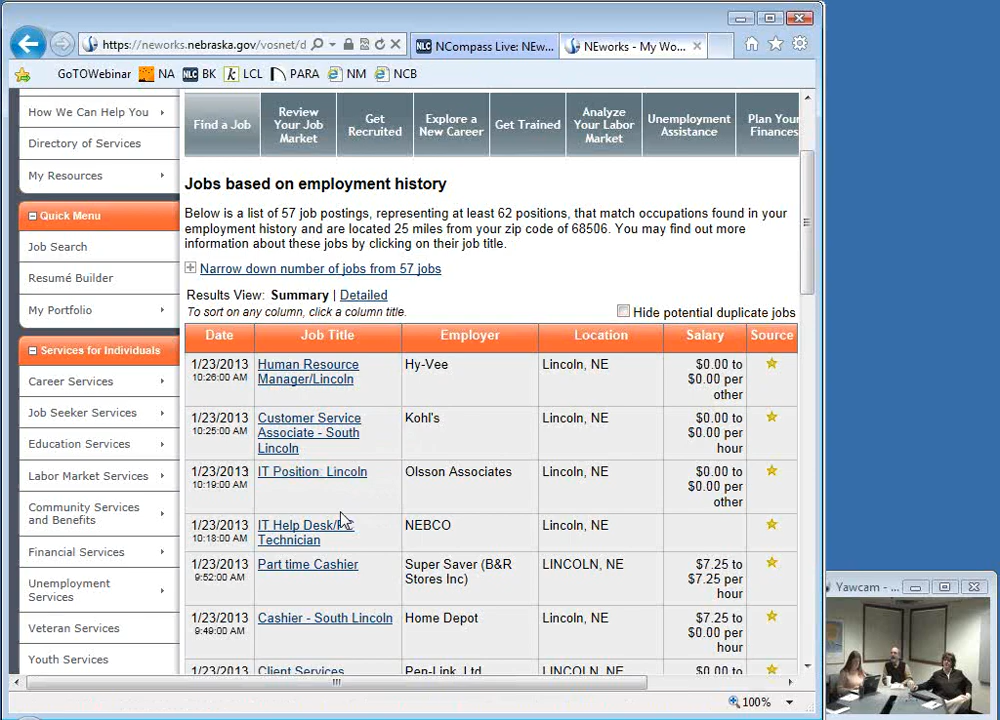 https://neworks.nebraska.gov/vosnet/d
NCompass Live: NEw...
NEworks - My Wo...
GoTOWebinar NA NLC BK LCL PARA NM NCB
How We Can Help You
Directory of Services
My Resources
Quick Menu
Job Search
Resumé Builder
My Portfolio
Services for Individuals
Career Services
Job Seeker Services
Education Services
Labor Market Services
Community Services
and Benefits
Financial Services
Unemployment
Services
Veteran Services
Youth Services
Find a Job
Review
Your Job
Market
Get
Recruited
Explore a
New Career
Get Trained
Analyze
Your Labor
Market
Unemployment
Assistance
Plan Your
Finances
Jobs based on employment history
Below is a list of 57 job postings, representing at least 62 positions, that match occupations found in your
employment history and are located 25 miles from your zip code of 68506. You may find out more
information about these jobs by clicking on their job title.
Narrow down number of jobs from 57 jobs
Results View: Summary | Detailed
To sort on any column, click a column title.
Hide potential duplicate jobs
Date Job Title Employer Location Salary Source
1/23/2013
10:26:00 AM
Human Resource
Manager/Lincoln
Hy-Vee
Lincoln, NE
$0.00 to
$0.00 per
other
1/23/2013
10:25:00 AM
Customer Service
Associate - South
Lincoln
Kohl's
Lincoln, NE
$0.00 to
$0.00 per
hour
1/23/2013
10:19:00 AM
IT Position: Lincoln
Olsson Associates
Lincoln, NE
$0.00 to
$0.00 per
other
1/23/2013
10:18:00 AM
IT Help
Technician
NEBCO
Lincoln, NE
1/23/2013
9:52:00 AM
Part time Cashier
Super Saver (B&R
Stores Inc)
LINCOLN, NE
$7.25 to
$7.25 per
hour
1/23/2013
9:49:00 AM
Cashier - South Lincoln
Home Depot
Lincoln, NE
$7.25 to
$0.00 per
hour
1/23/2013
Client Services
Pen-Link, Ltd
LINCOLN, NE
$0.00 to
100%
Yawcam - ...